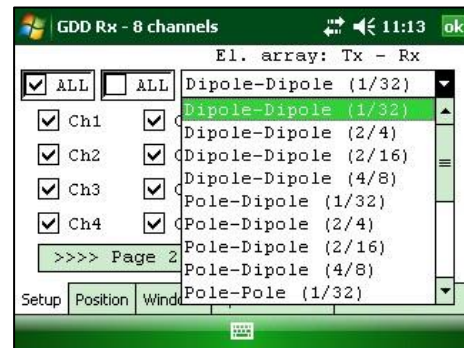 GDD Rx - 8 channels 11:13 ok
El. array: Tx - Rx
ALL ALL Dipole-Dipole (1/32)
Dipole-Dipole (1/32)
Ch1
Dipole-Dipole (2/4)
Ch2
Dipole-Dipole (2/16)
Dipole-Dipole (4/8)
Ch3
Pole-Dipole (1/32)
Ch4
Pole-Dipole (2/4)
Pole-Dipole (2/16)
>>>> Page 2
Pole-Dipole (4/8)
Setup Position Pole-Pole (1/32)